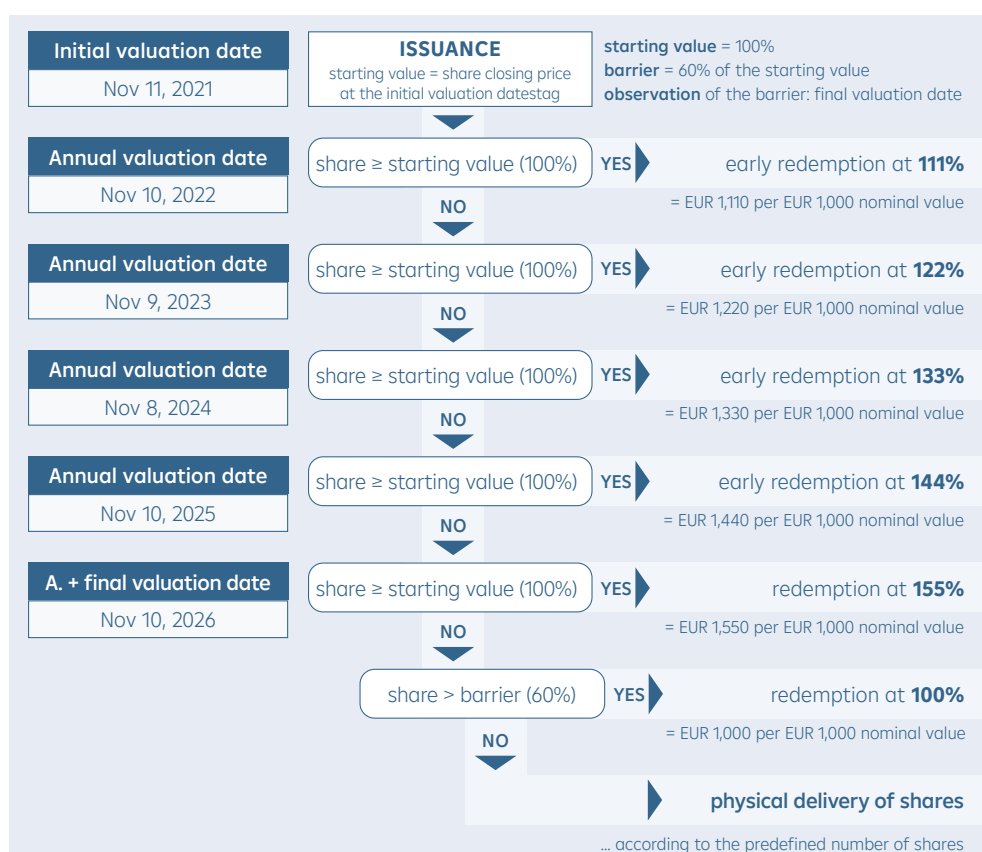 Initial valuation date
Nov 11, 2021
ISSUANCE
starting value = share closing price
at the initial valuation datestag
starting value = 100%
barrier = 60% of the starting value
observation of the barrier: final valuation date
Annual valuation date
Nov 10, 2022
share ≥ starting value (100%)
YES
early redemption at 111%
= EUR 1,110 per EUR 1,000 nominal value
NO
Annual valuation date
Nov 9, 2023
share ≥ starting value (100%)
YES
early redemption at 122%
= EUR 1,220 per EUR 1,000 nominal value
NO
Annual valuation date
Nov 8, 2024
share ≥ starting value (100%)
YES
early redemption at 133%
= EUR 1,330 per EUR 1,000 nominal value
NO
Annual valuation date
Nov 10, 2025
share ≥ starting value (100%)
YES
early redemption at 144%
= EUR 1,440 per EUR 1,000 nominal value
NO
A. + final valuation date
Nov 10, 2026
share ≥ starting value (100%)
YES
redemption at 155%
= EUR 1,550 per EUR 1,000 nominal value
NO
share > barrier (60%)
YES
redemption at 100%
= EUR 1,000 per EUR 1,000 nominal value
NO
physical delivery of shares
... according to the predefined number of shares